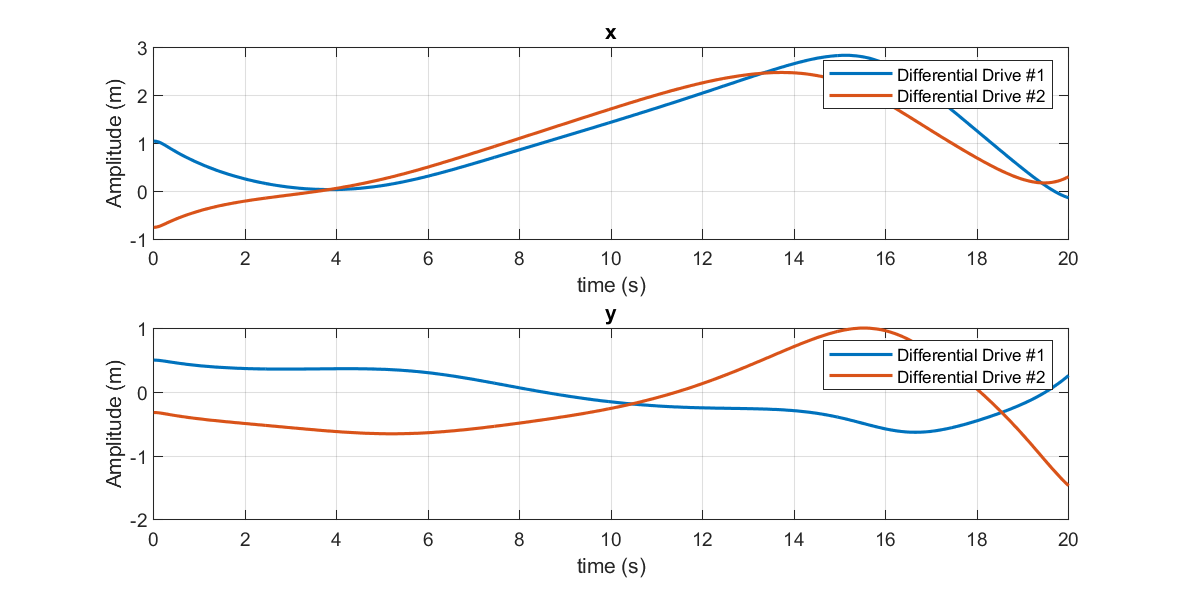 x
3
2
1
0
-1
Amplitude (m)
0 2 4 6 8 10 12 14 16 18 20
time (s)
Differential Drive #1
Differential Drive #2
y
1
0
-1
-2
Amplitude (m)
0 2 4 6 8 10 12 14 16 18 20
time (s)
Differential Drive #1
Differential Drive #2